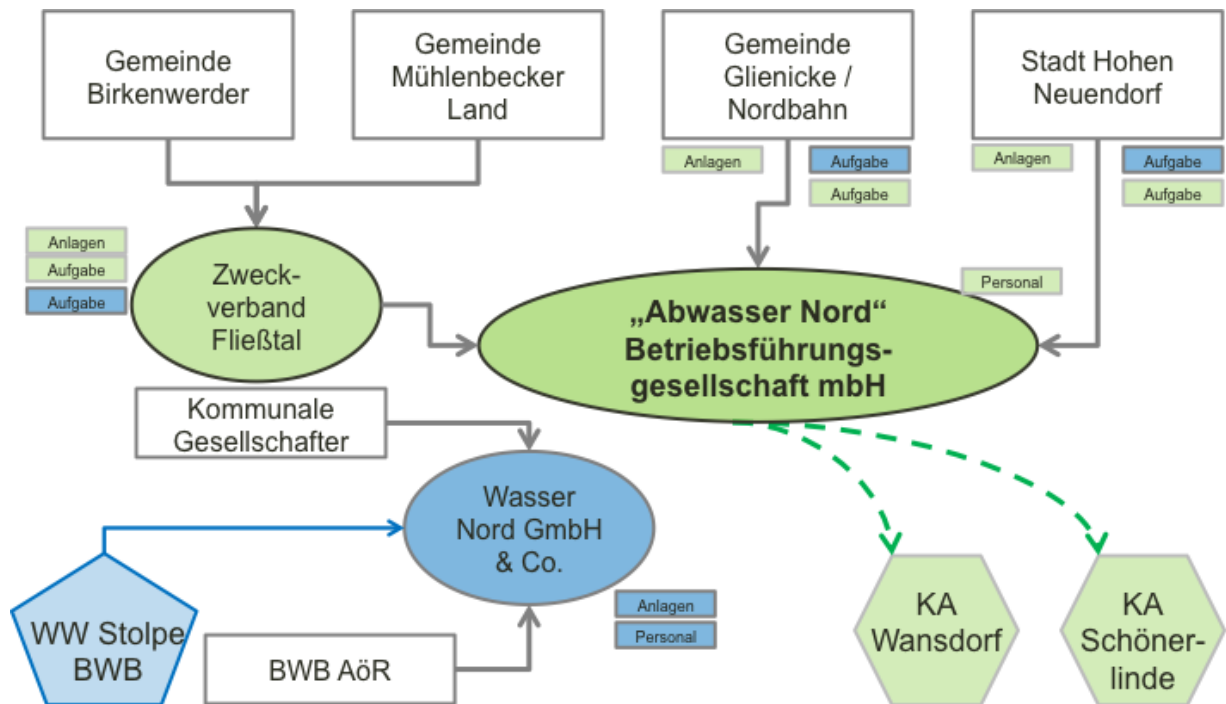 Gemeinde
Birkenwerder
Gemeinde
Mühlenbecker
Land
Gemeinde
Glienicke /
Nordbahn
Stadt Hohen
Neuendorf
Anlagen
Aufgabe
Aufgabe
Anlagen
Aufgabe
Aufgabe
Anlagen
Aufgabe
Aufgabe
Zweck-
verband
Fließtal
Personal
„Abwasser Nord“
Betriebsführungs-
gesellschaft mbH
Kommunale
Gesellschafter
Wasser
Nord GmbH
& Co.
Anlagen
Personal
WW Stolpe
BWB
BWB AöR
KA
Wansdorf
KA
Schöner-
linde